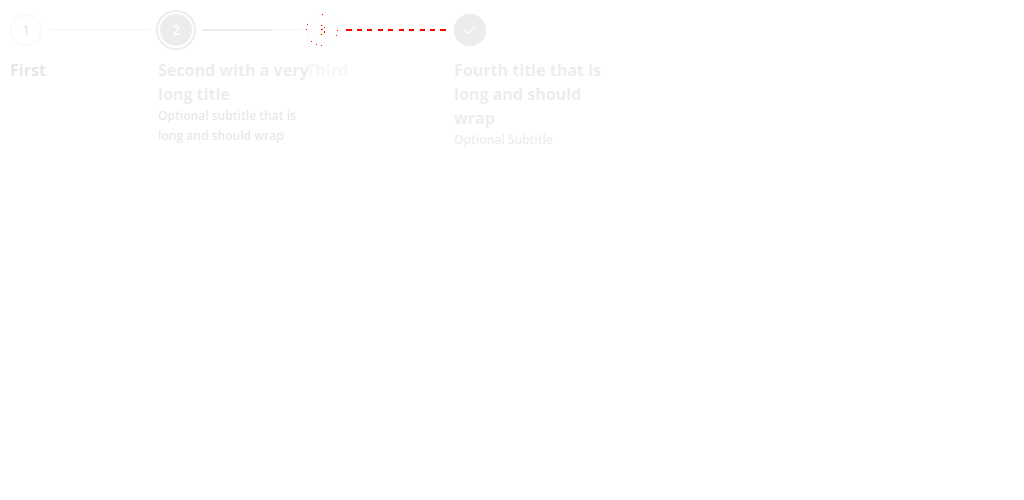 1
2
First
Second with a very
long title
Optional subtitle that is
long and should wrap
Third
Fourth title that is
long and should
wrap
Optional Subtitle